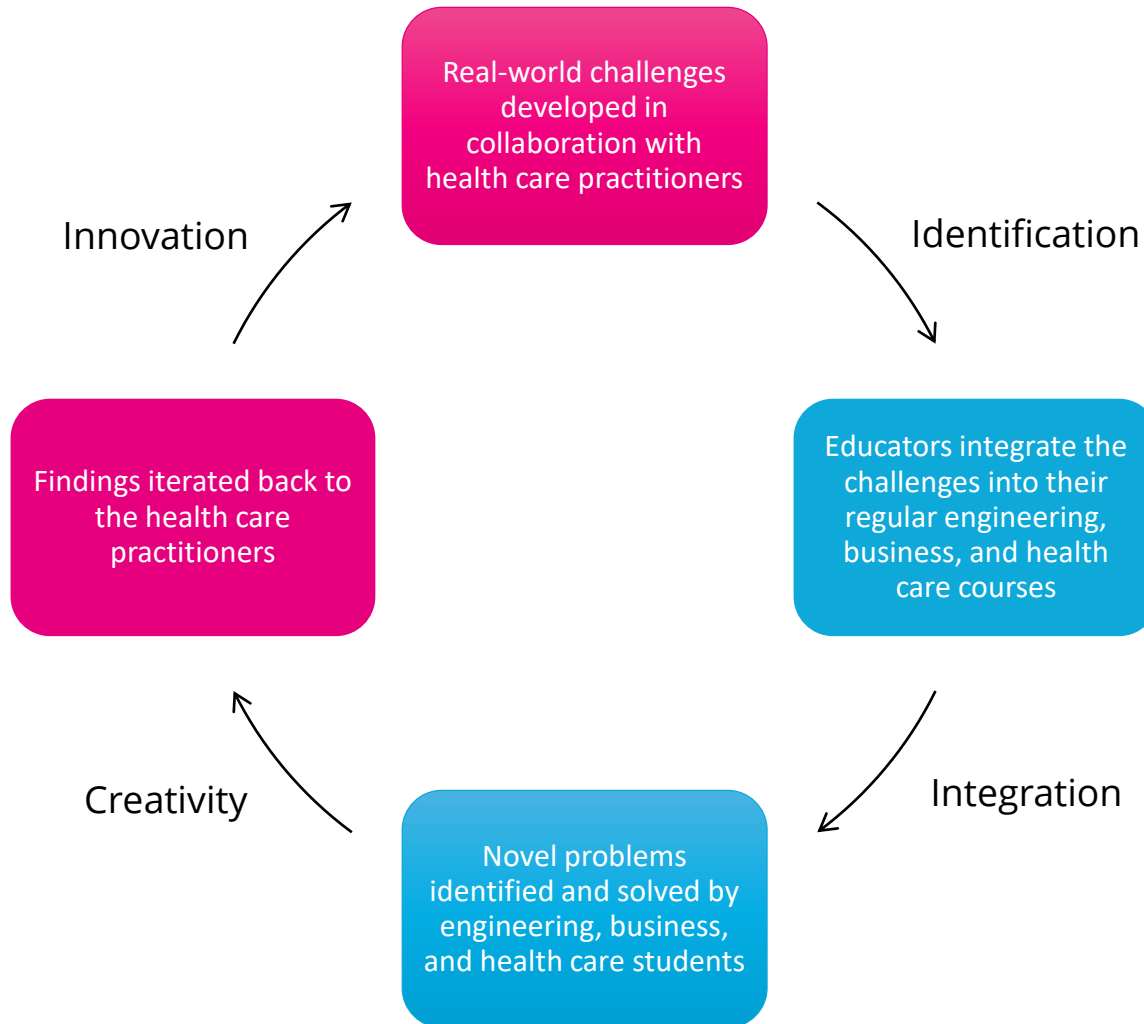 Real-world challenges
developed in
collaboration with
health care practitioners
Identification
Educators integrate the
challenges into their
regular engineering,
business, and health
care courses
Integration
Novel problems
identified and solved by
engineering, business,
and health care students
Creativity
Findings iterated back to
the health care
practitioners
Innovation